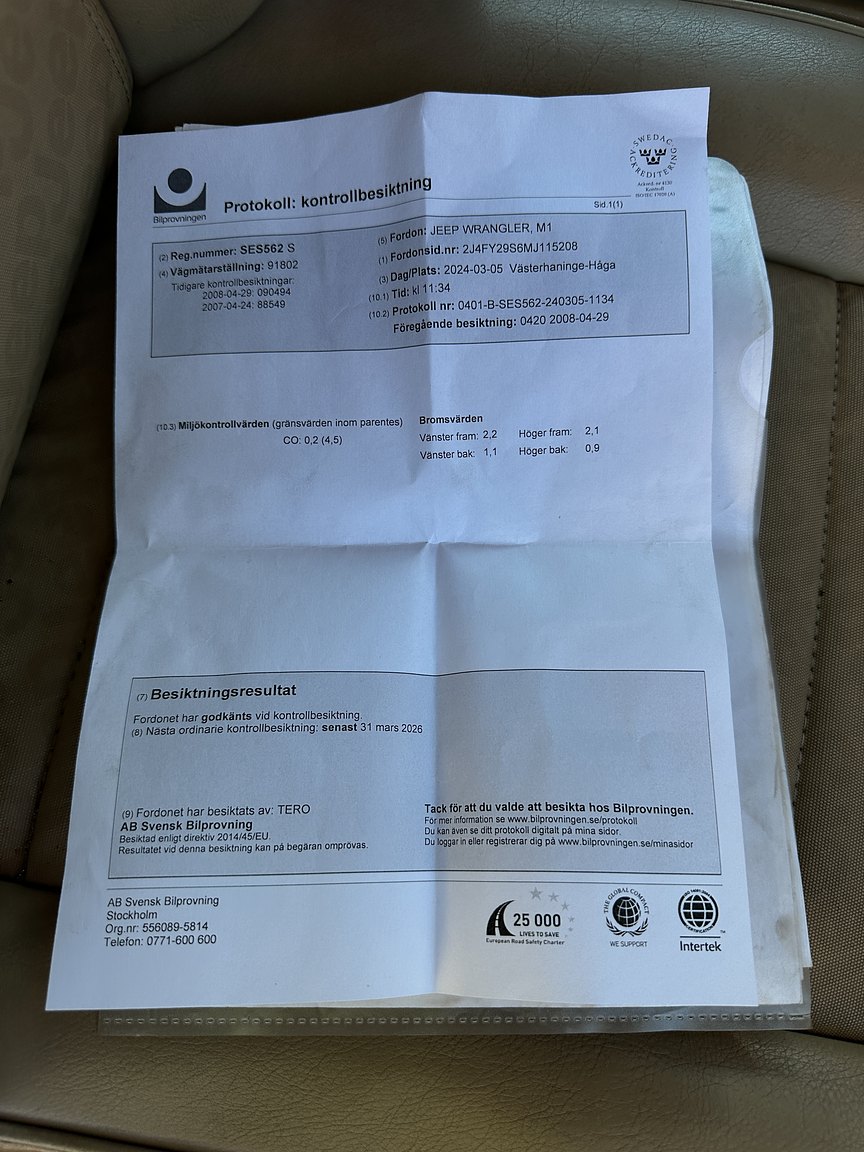 Bilprovningen
Protokoll: kontrollbesiktning
SWEDAC
ACKREDITERING
Ackred. nr 4130
Kontroll
ISO/IEC 17020 (A)
Sid.1(1)
(2) Reg.nummer: SES562 S
(4) Vägmätarställning: 91802
Tidigare kontrollbesiktningar:
2008-04-29: 090494
2007-04-24: 88549
(5) Fordon: JEEP WRANGLER, M1
(1) Fordonsid.nr: 2J4FY29S6MJ115208
(3) Dag/Plats: 2024-03-05 Västerhaninge-Håga
(10.1) Tid: kl 11:34
(10.2) Protokoll nr: 0401-B-SES562-240305-1134
Föregående besiktning: 0420 2008-04-29
(10.3) Miljökontrollvärden (gränsvärden inom parentes)
CO: 0,2 (4,5)
Bromsvärden
Vänster fram: 2,2 Höger fram: 2,1
Vänster bak: 1,1 Höger bak: 0,9
(7) Besiktningsresultat
Fordonet har godkänts vid kontrollbesiktning.
(8) Nästa ordinarie kontrollbesiktning: senast 31 mars 2026
(9) Fordonet har besiktats av: TERO
AB Svensk Bilprovning
Besiktad enligt direktiv 2014/45/EU.
Resultatet vid denna besiktning kan på begäran omprövas.
Tack för att du valde att besikta hos Bilprovningen.
För mer information se www.bilprovningen.se/protokoll
Du kan även se ditt protokoll digitalt på mina sidor.
Du loggar in eller registrerar dig på www.bilprovningen.se/minasidor
AB Svensk Bilprovning
Stockholm
Org.nr: 556089-5814
Telefon: 0771-600 600
25 000
LIVES TO SAVE
European Road Safety Charter
THE GLOBAL COMPACT
WE SUPPORT
Intertek